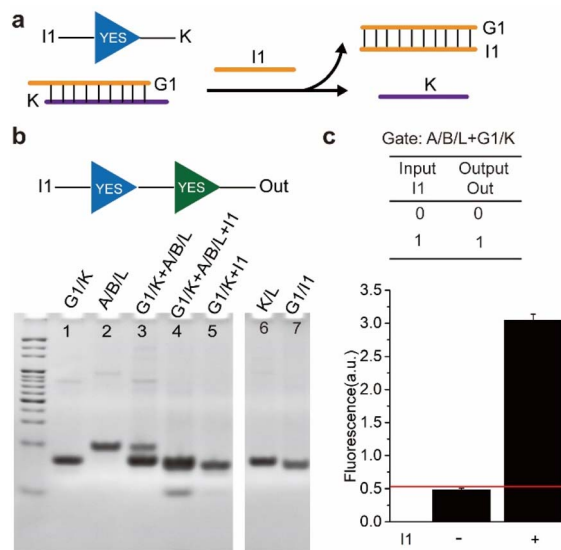 a
I1 YES K
G1
K
I1
G1
I1
K
b
I1 YES YES Out
G1/K
A/B/L
G1/K+A/B/L
G1/K+A/B/L+I1
G1/K+I1
K/L
G1/I1
1 2 3 4 5 6 7
c
Gate: A/B/L+G1/K
Input Output
I1 Out
0 0
1 1
Fluorescence(a.u.)
3.5
3.0
2.5
2.0
1.5
1.0
0.5
0.0
I1 - +